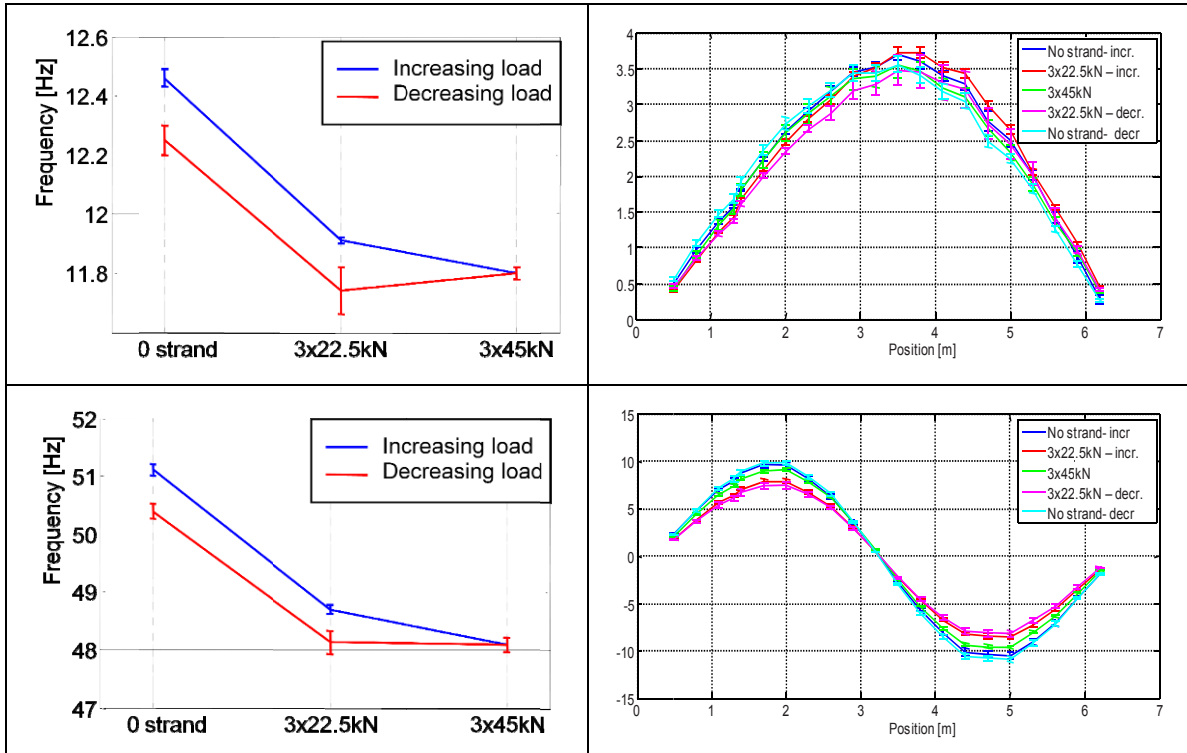 12.6
12.4
12.2
12
11.8
Frequency [Hz]
Increasing load
Decreasing load
0 strand 3x22.5kN 3x45kN
4
3.5
3
2.5
2
1.5
1
0.5
0
No strand- incr.
3x22.5kN – incr.
3x45kN
3x22.5kN – decr.
No strand- decr
0 1 2 3 4 5 6 7
Position [m]
52
51
50
49
48
47
Frequency [Hz]
Increasing load
Decreasing load
0 strand 3x22.5kN 3x45kN
15
10
5
0
-5
-10
-15
No strand- incr
3x22.5kN – incr.
3x45kN
3x22.5kN – decr.
No strand- decr
0 1 2 3 4 5 6 7
Position [m]